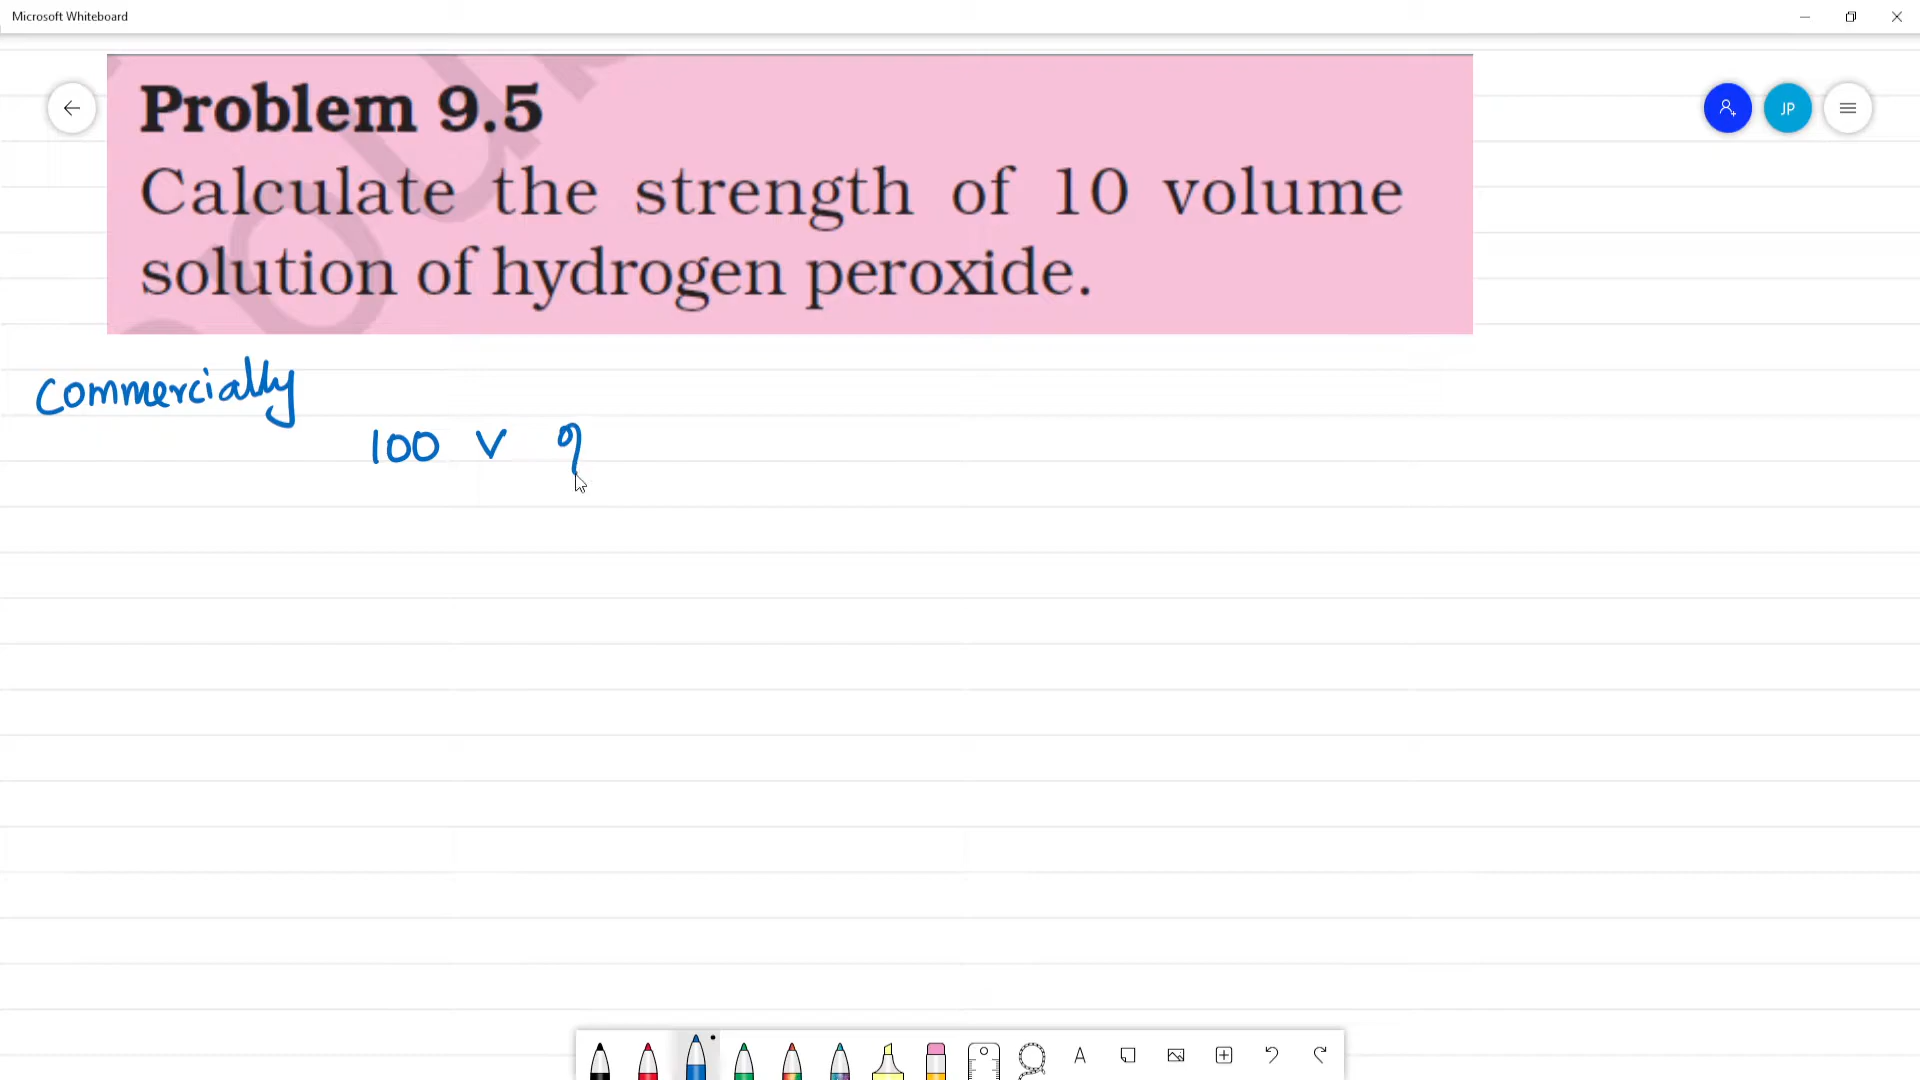 Microsoft Whiteboard
Problem 9.5
Calculate the strength of 10 volume
solution of hydrogen peroxide.
JP
Commercially
100 V
A